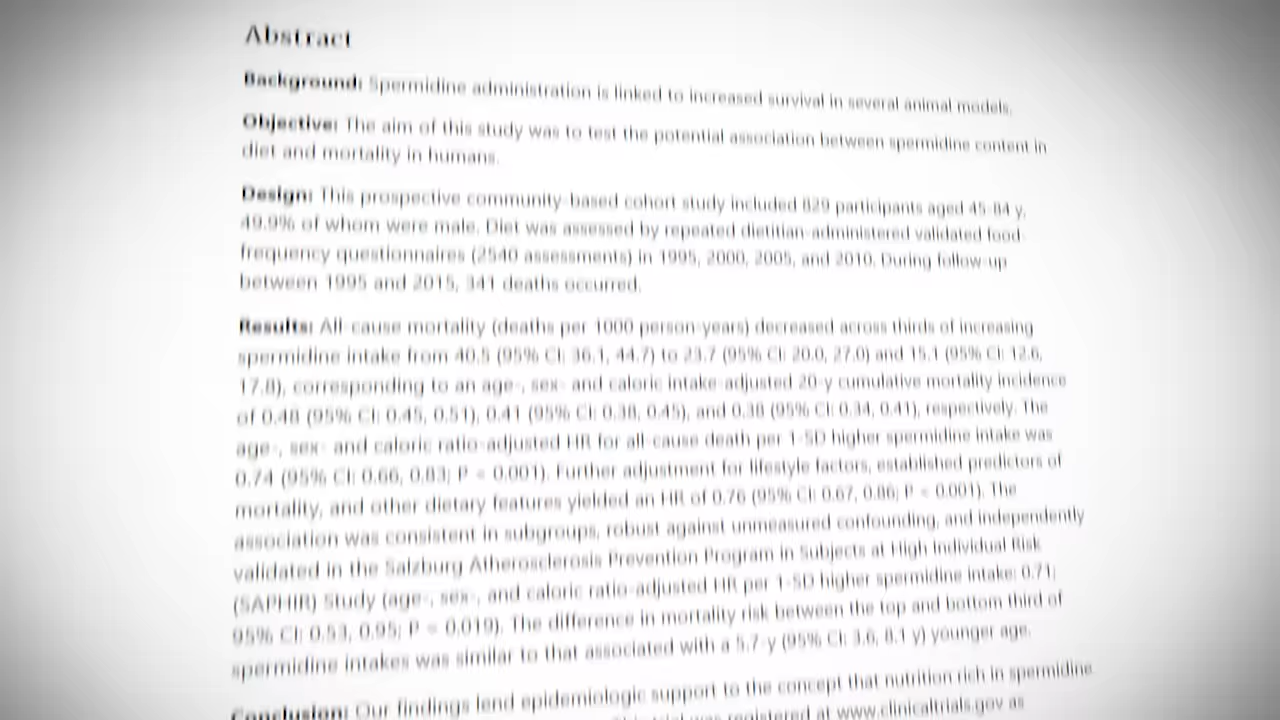 Abstract
Background: Spermidine administration is linked to increased survival in several animal models.
Objective: The aim of this study was to test the potential association between spermidine content in
diet and mortality in humans.
Design: This prospective community-based cohort study included 829 participants aged 45-84 y,
49.9% of whom were male. Diet was assessed by repeated dietitian-administered validated food-
frequency questionnaires (2540 assessments) in 1995, 2000, 2005, and 2010. During follow-up
between 1995 and 2015, 341 deaths occurred.
Results: All-cause mortality (deaths per 1000 person-years) decreased across thirds of increasing
spermidine intake from 40.5 (95% CI: 36.1, 44.7) to 23.7 (95% CI: 20.0, 27.0) and 15.1 (95% CI: 12.6,
17.8), corresponding to an age-, sex- and caloric intake-adjusted 20-y cumulative mortality incidence
of 0.48 (95% CI: 0.45, 0.51), 0.41 (95% CI: 0.38, 0.45), and 0.38 (95% CI: 0.34, 0.41), respectively. The
age-, sex- and caloric ratio-adjusted HR for all-cause death per 1-SD higher spermidine intake was
0.74 (95% CI: 0.66, 0.83; P < 0.001). Further adjustment for lifestyle factors, established predictors of
mortality, and other dietary features yielded an HR of 0.76 (95% CI: 0.67, 0.86; P < 0.001). The
association was consistent in subgroups, robust against unmeasured confounding, and independently
validated in the Salzburg Atherosclerosis Prevention Program in Subjects at High Individual Risk
(SAPHIR) Study (age-, sex-, and caloric ratio-adjusted HR per 1-SD higher spermidine intake: 0.71;
95% CI: 0.53, 0.95; P = 0.019). The difference in mortality risk between the top and bottom third of
spermidine intakes was similar to that associated with a 5.7-y (95% CI: 3.6, 8.1 y) younger age.
Conclusion: Our findings lend epidemiologic support to the concept that nutrition rich in spermidine
trial was registered at www.clinicaltrials.gov as